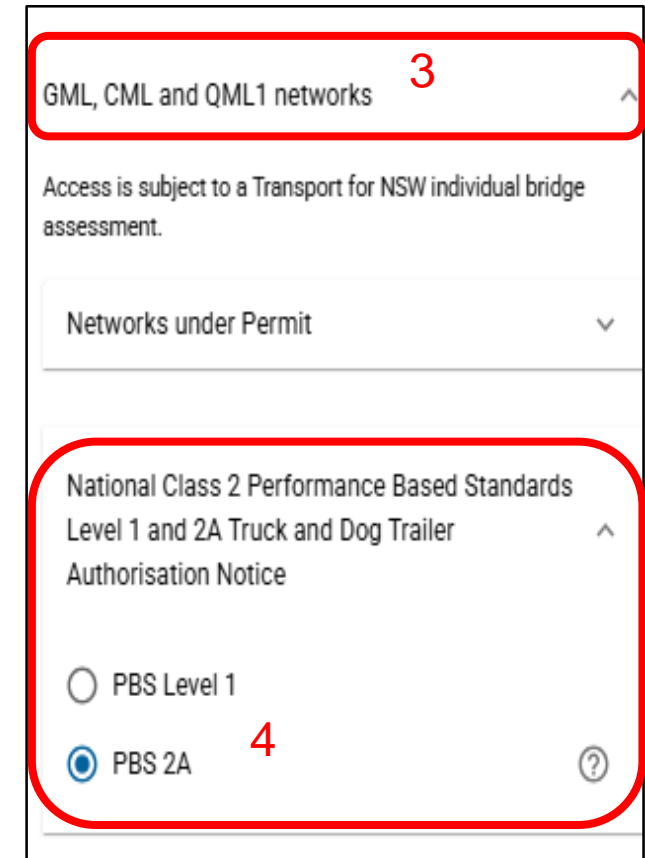 3
GML, CML and QML1 networks
Access is subject to a Transport for NSW individual bridge
assessment.
Networks under Permit
National Class 2 Performance Based Standards
Level 1 and 2A Truck and Dog Trailer
Authorisation Notice
PBS Level 1
4
PBS 2A
?